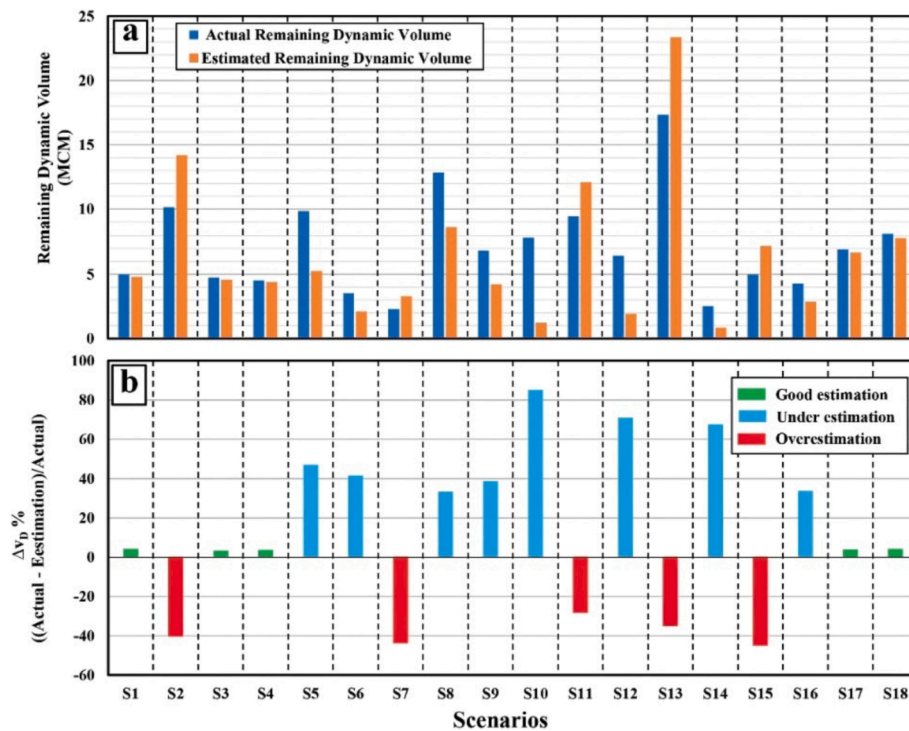 a
Actual Remaining Dynamic Volume
Estimated Remaining Dynamic Volume
Remaining Dynamic Volume
(MCM)
25
20
15
10
5
0
b
Good estimation
Under estimation
Overestimation
Δv_D %
((Actual - Eestimation)/Actual)
100
80
60
40
20
0
-20
-40
-60
S1 S2 S3 S4 S5 S6 S7 S8 S9 S10 S11 S12 S13 S14 S15 S16 S17 S18
Scenarios